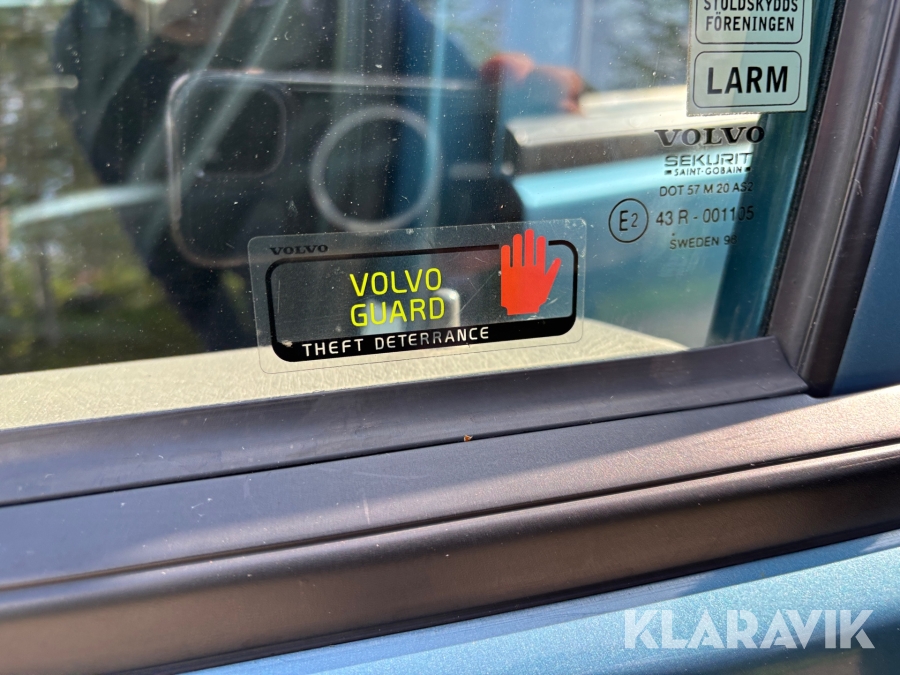 STÖLDSKYDDS
FÖRENINGEN
LARM
VOLVO
SEKURIT
SAINT-GOBAIN
DOT 57 M 20 AS2
E2 43 R - 001105
SWEDEN 98
VOLVO
VOLVO
GUARD
THEFT DETERRANCE
KLARAVIK